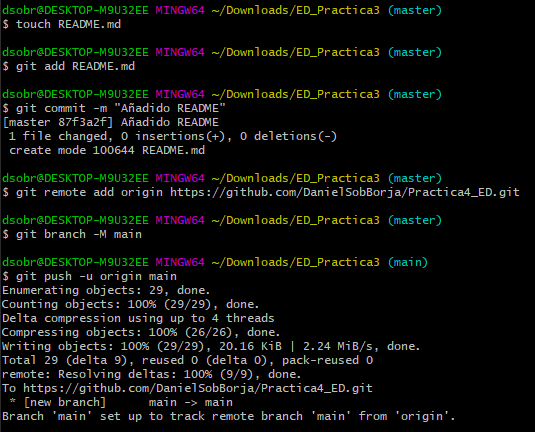 dsobr@DESKTOP-M9U32EE MINGW64 ~/Downloads/ED_Practica3 (master)
$ touch README.md
dsobr@DESKTOP-M9U32EE MINGW64 ~/Downloads/ED_Practica3 (master)
$ git add README.md
dsobr@DESKTOP-M9U32EE MINGW64 ~/Downloads/ED_Practica3 (master)
$ git commit -m "Añadido README"
[master 87f3a2f] Añadido README
 1 file changed, 0 insertions(+), 0 deletions(-)
 create mode 100644 README.md
dsobr@DESKTOP-M9U32EE MINGW64 ~/Downloads/ED_Practica3 (master)
$ git remote add origin https://github.com/DanielSobBorja/Practica4_ED.git
dsobr@DESKTOP-M9U32EE MINGW64 ~/Downloads/ED_Practica3 (master)
$ git branch -M main
dsobr@DESKTOP-M9U32EE MINGW64 ~/Downloads/ED_Practica3 (main)
$ git push -u origin main
Enumerating objects: 29, done.
Counting objects: 100% (29/29), done.
Delta compression using up to 4 threads
Compressing objects: 100% (26/26), done.
Writing objects: 100% (29/29), 20.16 KiB | 2.24 MiB/s, done.
Total 29 (delta 9), reused 0 (delta 0), pack-reused 0
remote: Resolving deltas: 100% (9/9), done.
To https://github.com/DanielSobBorja/Practica4_ED.git
 * [new branch]      main -> main
Branch 'main' set up to track remote branch 'main' from 'origin'.